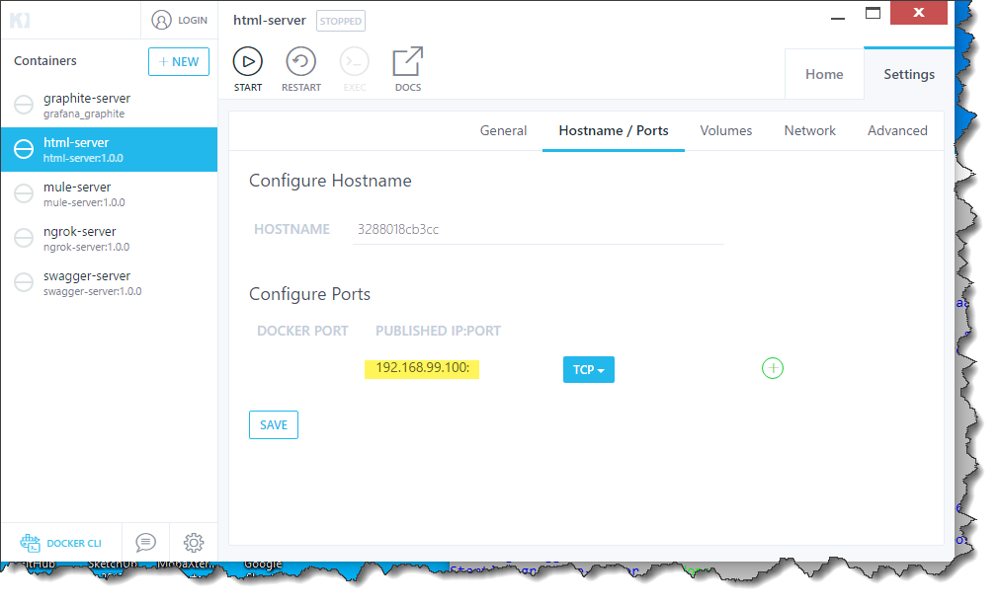 LOGIN
Containers
+ NEW
graphite-server
grafana_graphite
html-server
html-server:1.0.0
mule-server
mule-server:1.0.0
ngrok-server
ngrok-server:1.0.0
swagger-server
swagger-server:1.0.0
DOCKER CLI
html-server STOPPED
START RESTART EXEC DOCS
Home Settings
General Hostname / Ports Volumes Network Advanced
Configure Hostname
HOSTNAME 3288018cb3cc
Configure Ports
DOCKER PORT PUBLISHED IP:PORT
192.168.99.100: TCP
SAVE
Google